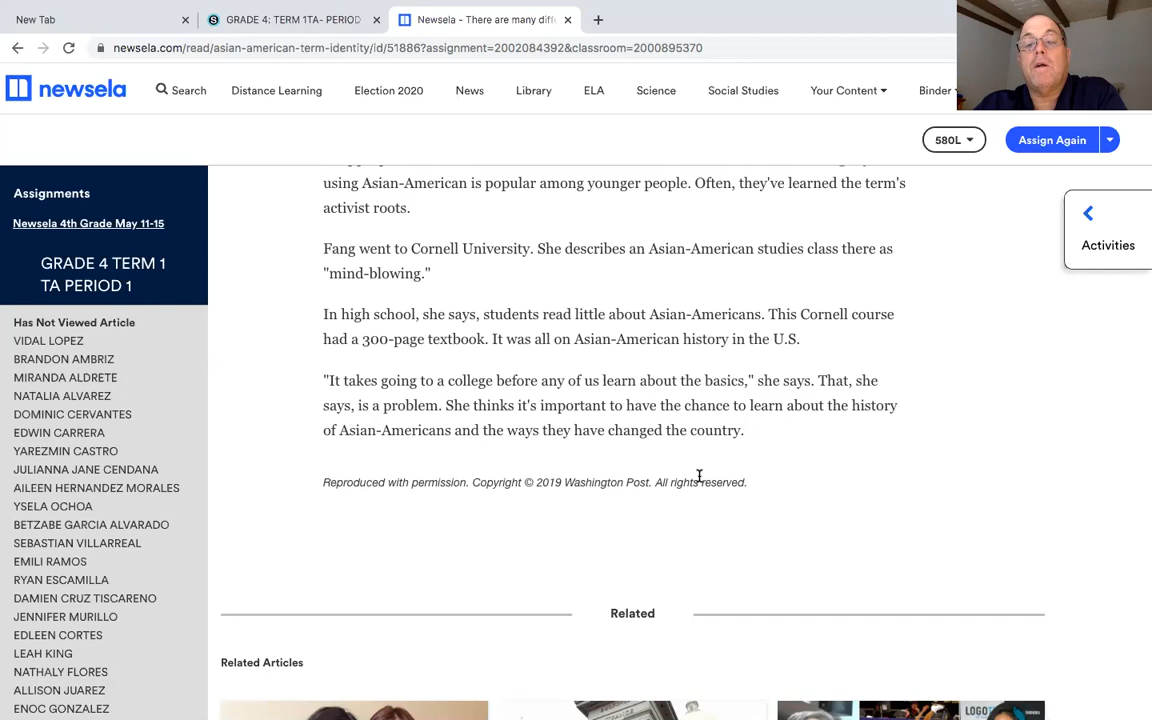 New Tab
GRADE 4: TERM 1TA- PERIOD
Newsela - There are many diff
newsela.com/read/asian-american-term-identity/id/51886?assignment=2002084392&classroom=2000895370
newsela
Search
Distance Learning
Election 2020
News
Library
ELA
Science
Social Studies
Your Content
Binder
580L
Assign Again
Activities
Assignments
Newsela 4th Grade May 11-15
GRADE 4 TERM 1
TA PERIOD 1
Has Not Viewed Article
VIDAL LOPEZ
BRANDON AMBRIZ
MIRANDA ALDRETE
NATALIA ALVAREZ
DOMINIC CERVANTES
EDWIN CARRERA
YAREZMIN CASTRO
JULIANNA JANE CENDANA
AILEEN HERNANDEZ MORALES
YSELA OCHOA
BETZABE GARCIA ALVARADO
SEBASTIAN VILLARREAL
EMILI RAMOS
RYAN ESCAMILLA
DAMIEN CRUZ TISCARENO
JENNIFER MURILLO
EDLEEN CORTES
LEAH KING
NATHALY FLORES
ALLISON JUAREZ
ENOC GONZALEZ
using Asian-American is popular among younger people. Often, they've learned the term's
activist roots.
Fang went to Cornell University. She describes an Asian-American studies class there as
"mind-blowing."
In high school, she says, students read little about Asian-Americans. This Cornell course
had a 300-page textbook. It was all on Asian-American history in the U.S.
"It takes going to a college before any of us learn about the basics," she says. That, she
says, is a problem. She thinks it's important to have the chance to learn about the history
of Asian-Americans and the ways they have changed the country.
Reproduced with permission. Copyright © 2019 Washington Post. All rights reserved.
Related
Related Articles
LOGOT